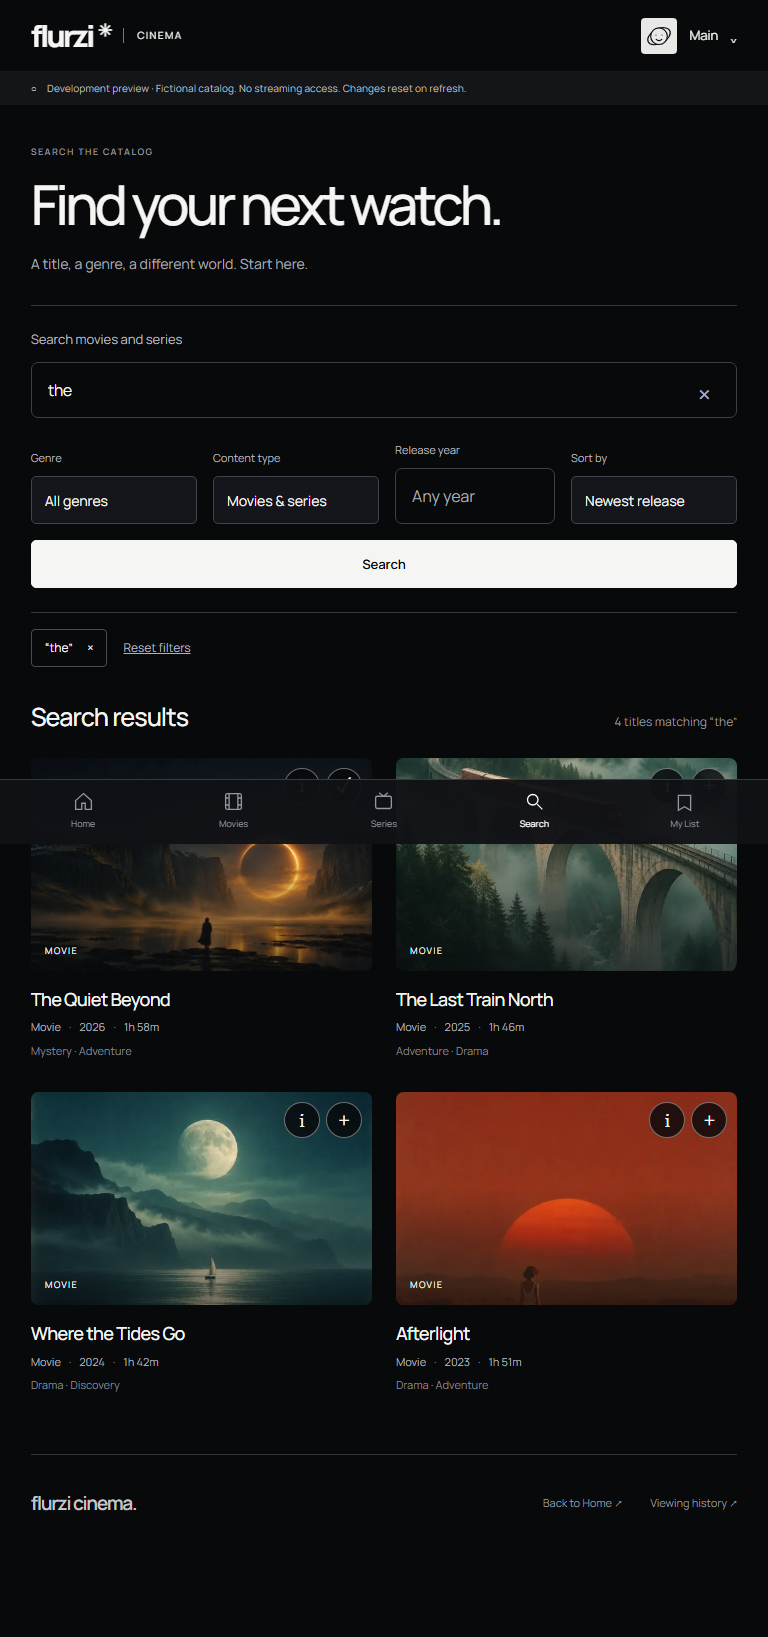 flurzi* CINEMA
Main
Development preview · Fictional catalog. No streaming access. Changes reset on refresh.
SEARCH THE CATALOG
Find your next watch.
A title, a genre, a different world. Start here.
Search movies and series
the ×
Genre Content type Release year Sort by
All genres Movies & series Any year Newest release
Search
"the" × Reset filters
Search results
4 titles matching "the"
i ✓ i +
Home Movies Series Search My List
MOVIE MOVIE
The Quiet Beyond The Last Train North
Movie · 2026 · 1h 58m Movie · 2025 · 1h 46m
Mystery · Adventure Adventure · Drama
i + i +
MOVIE MOVIE
Where the Tides Go Afterlight
Movie · 2024 · 1h 42m Movie · 2023 · 1h 51m
Drama · Discovery Drama · Adventure
flurzi cinema. Back to Home ↗ Viewing history ↗